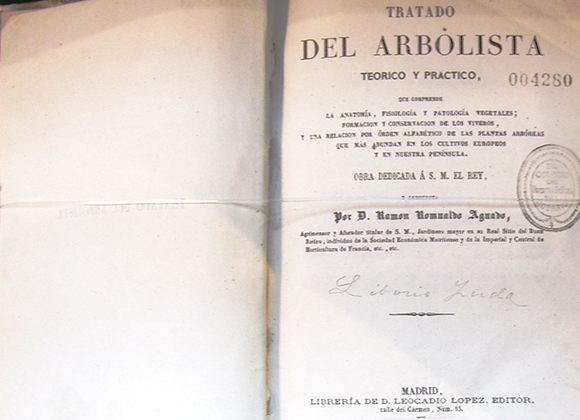 TRATADO
DEL ARBOLISTA
TEORICO Y PRACTICO,
004280
QUE COMPRENDE
LA ANATOMÍA, FISIOLOGÍA Y PATOLOGÍA VEGETALES;
FORMACION Y CONSERVACION DE LOS VIVEROS,
Y UNA RELACION POR ÓRDEN ALFABÉTICO DE LAS PLANTAS ARBÓREAS
QUE MÁS ABUNDAN EN LOS CULTIVOS EUROPEOS
Y EN NUESTRA PENÍNSULA.
OBRA DEDICADA Á S. M. EL REY,
Por D. Ramon Romualdo Aguado,
Agrimensor y Aforador titular de S. M., Jardinero mayor en su Real Sitio del Buen
Retiro, individuo de la Sociedad Económica Matritense y de la Imperial y Central de
Horticultura de Francia, etc., etc.
Liborio
MADRID,
LIBRERÍA DE D. LEOCADIO LOPEZ, EDITOR,
calle del Cármen, Núm. 15.